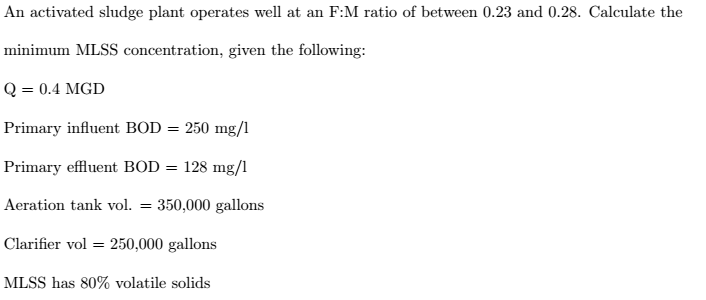 An activated sludge plant operates well at an F:M ratio of between 0.23 and 0.28. Calculate the
minimum MLSS concentration, given the following:
Q = 0.4 MGD
Primary influent BOD = 250 mg/l
Primary effluent BOD = 128 mg/l
Aeration tank vol. = 350,000 gallons
Clarifier vol = 250,000 gallons
MLSS has 80% volatile solids